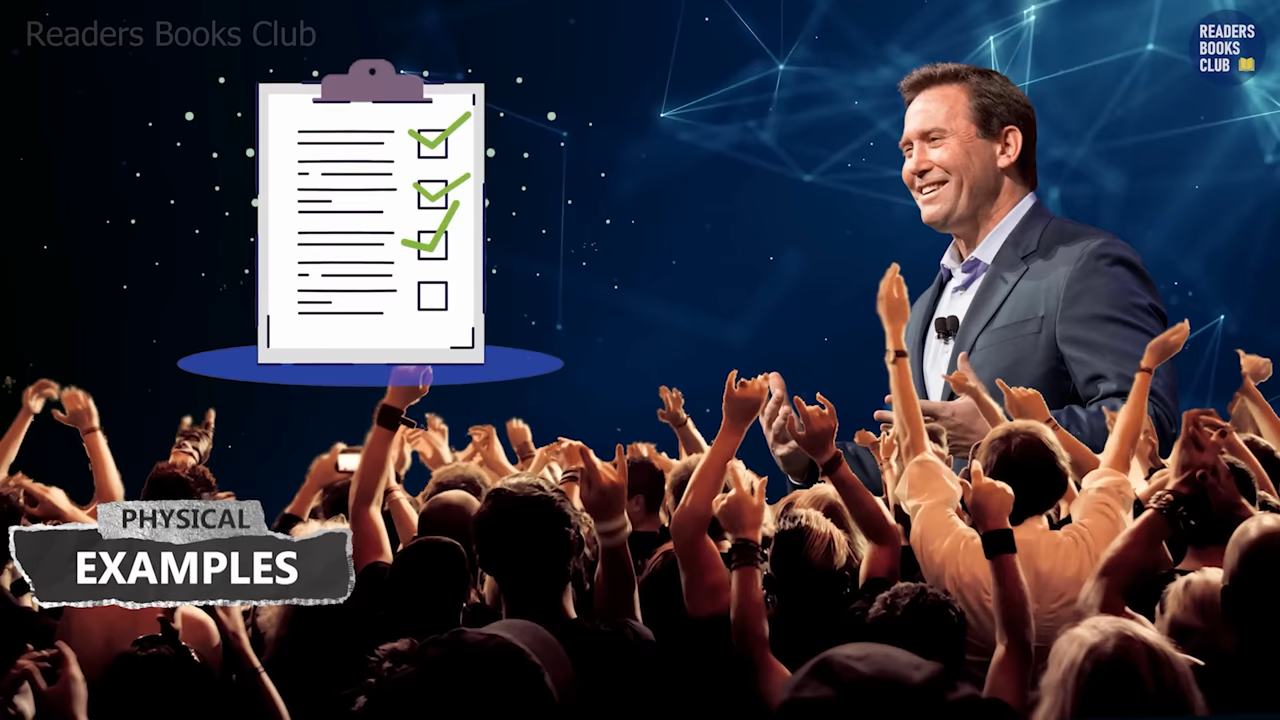 Readers Books Club
READERS
BOOKS
CLUB
PHYSICAL
EXAMPLES